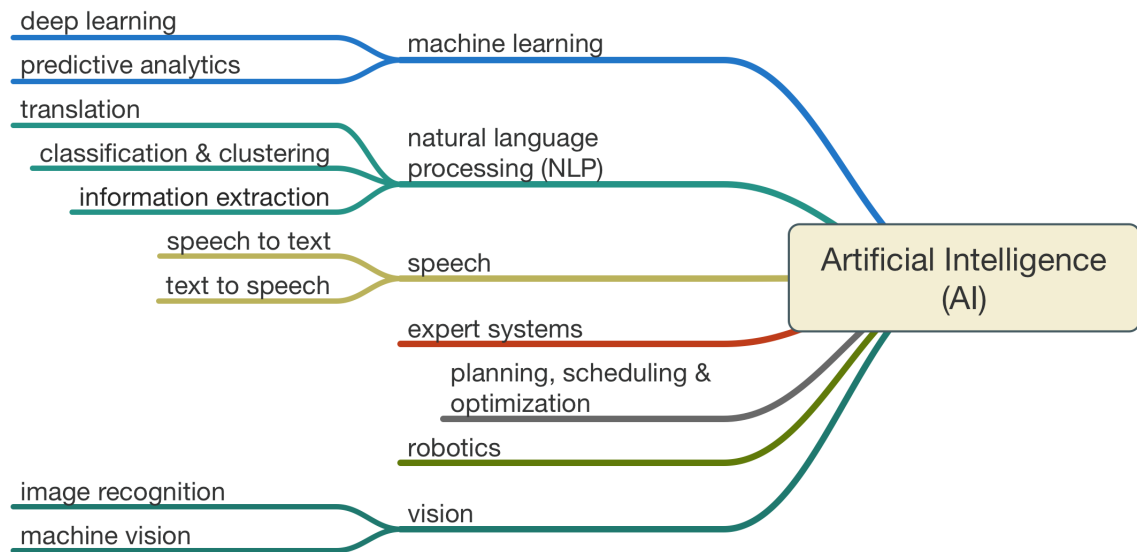 deep learning
machine learning
predictive analytics
translation
natural language
processing (NLP)
classification & clustering
information extraction
speech to text
speech
text to speech
Artificial Intelligence
(AI)
expert systems
planning, scheduling &
optimization
robotics
image recognition
vision
machine vision